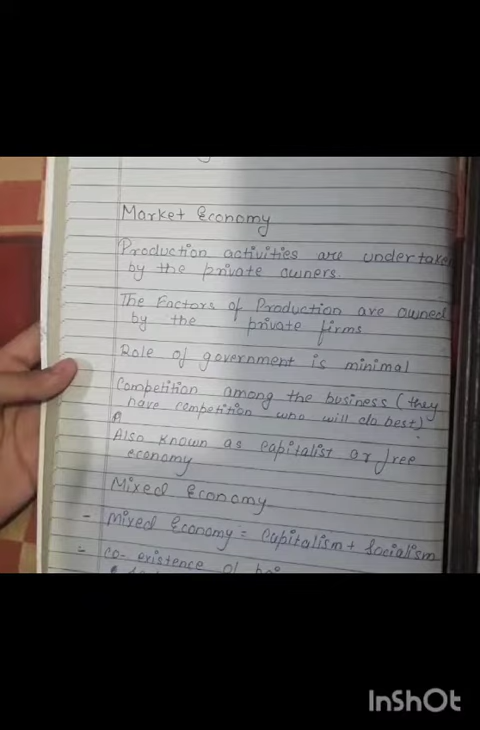 Market Economy
Production activities are undertake
by the private owners.
The Factors of Production are owned
by the private firms
Role of government is minimal
Competition among the business (they
have competition who will do best)
Also known as capitalist or free
economy
Mixed Economy
- Mixed Economy = Capitalism + Socialism
- co-existence of
InShOt